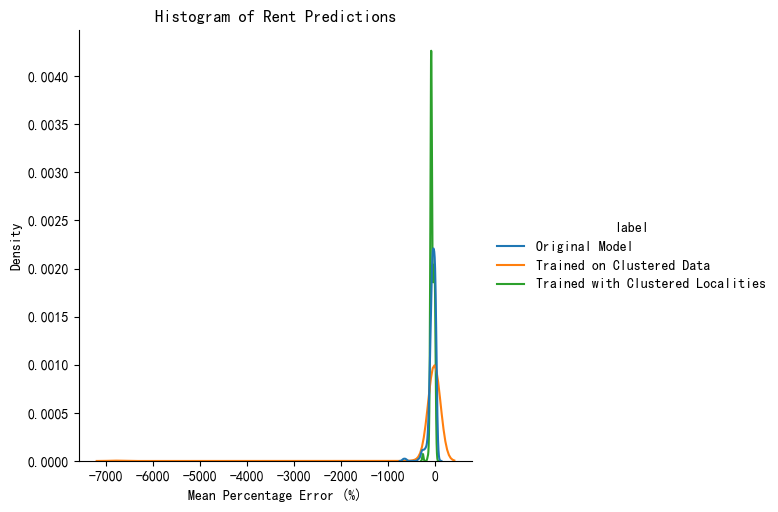 Histogram of Rent Predictions
0.0040
0.0035
0.0030
0.0025
0.0020
0.0015
0.0010
0.0005
0.0000
Density
−7000 −6000 −5000 −4000 −3000 −2000 −1000 0
Mean Percentage Error (%)
label
Original Model
Trained on Clustered Data
Trained with Clustered Localities